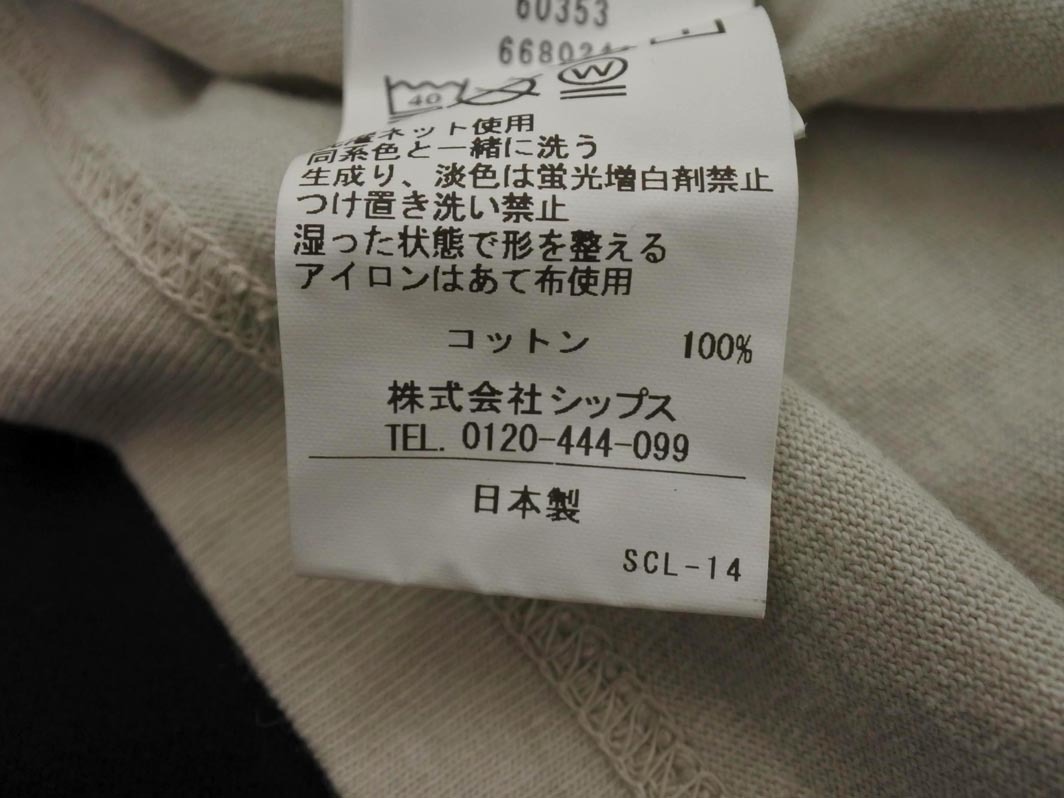 60353
40 W
ネット使用
同系色と一緒に洗う
生成り、淡色は蛍光増白剤禁止
つけ置き洗い禁止
湿った状態で形を整える
アイロンはあて布使用
コットン 100%
株式会社シップス
TEL. 0120-444-099
日本製
SCL-14